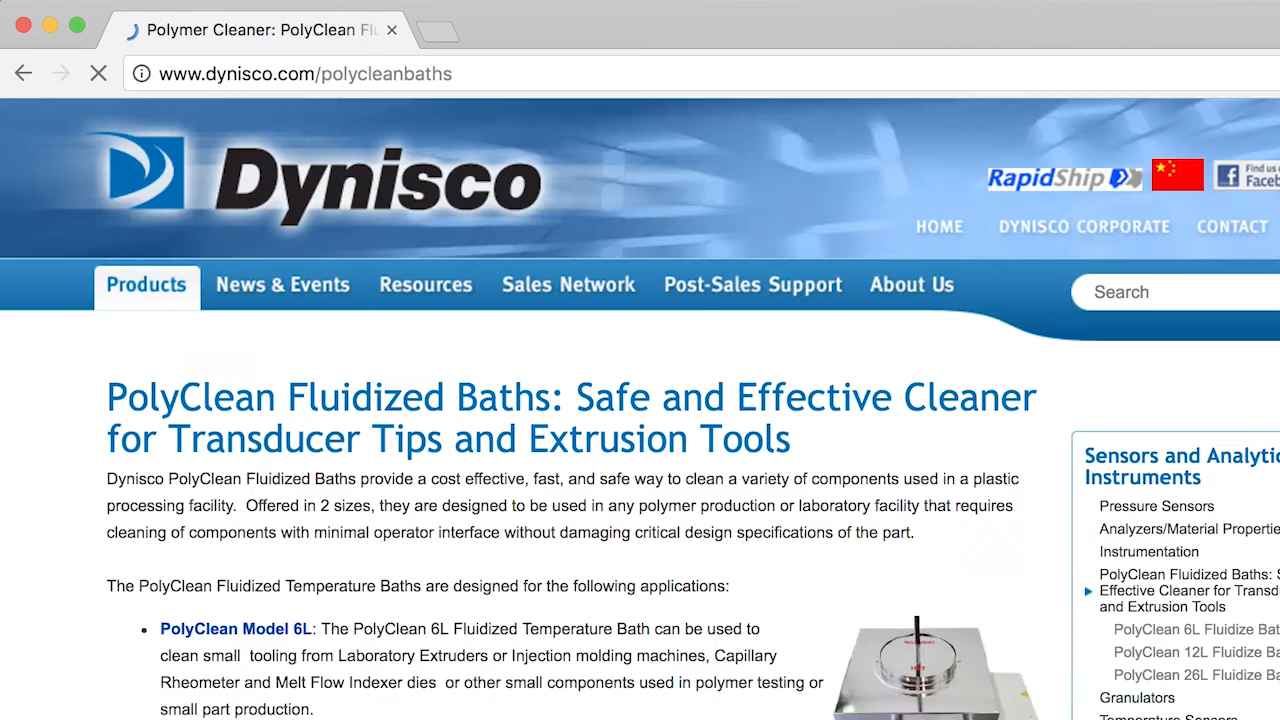 Polymer Cleaner: PolyClean Flu
www.dynisco.com/polycleanbaths
Dynisco
RapidShip
Find us
Faceb
HOME DYNISCO CORPORATE CONTACT
Products News & Events Resources Sales Network Post-Sales Support About Us
Search
PolyClean Fluidized Baths: Safe and Effective Cleaner
for Transducer Tips and Extrusion Tools
Dynisco PolyClean Fluidized Baths provide a cost effective, fast, and safe way to clean a variety of components used in a plastic
processing facility. Offered in 2 sizes, they are designed to be used in any polymer production or laboratory facility that requires
cleaning of components with minimal operator interface without damaging critical design specifications of the part.
The PolyClean Fluidized Temperature Baths are designed for the following applications:
• PolyClean Model 6L: The PolyClean 6L Fluidized Temperature Bath can be used to
clean small tooling from Laboratory Extruders or Injection molding machines, Capillary
Rheometer and Melt Flow Indexer dies or other small components used in polymer testing or
small part production.
HOT
Sensors and Analytic
Instruments
Pressure Sensors
Analyzers/Material Propertie
Instrumentation
PolyClean Fluidized Baths: S
Effective Cleaner for Transd
and Extrusion Tools
PolyClean 6L Fluidize Bat
PolyClean 12L Fluidize Ba
PolyClean 26L Fluidize Ba
Granulators
Temperature Sensors